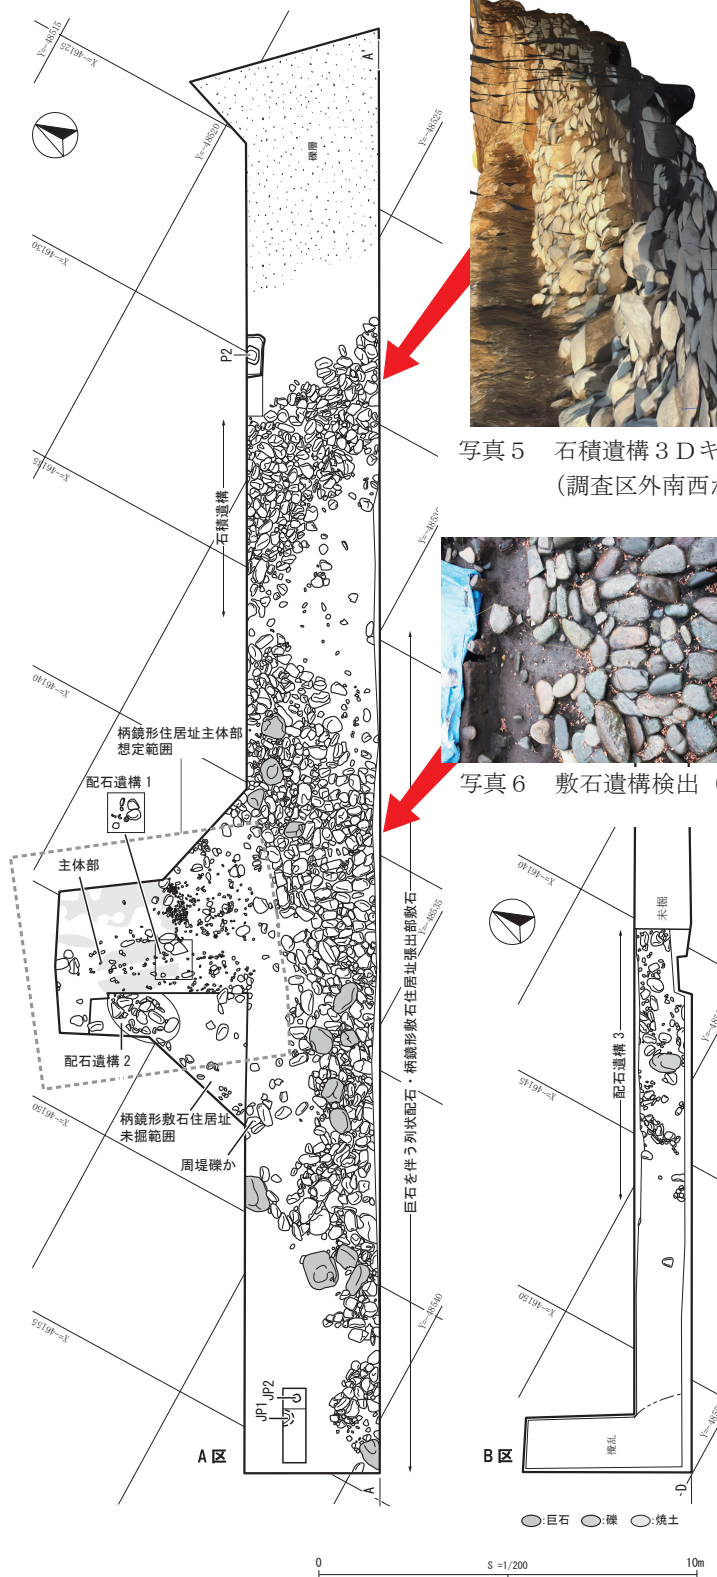 Y=-48515
X=-46125
Y=-48520
Y=-48525
A'
礫層
X=-46130
P2
写真５　石積遺構３Ｄキ
（調査区外南西か
X=-46135
石積遺構
X=-46140
柄鏡形住居址主体部
想定範囲
配石遺構 1
写真６　敷石遺構検出（
主体部
Y=-48535
巨石を伴う列状配石・柄鏡形敷石住居址張出部敷石
X=-46140
未掘
配石遺構 2
X=-46145
配石遺構 3
X=-46150
柄鏡形敷石住居址
未掘範囲
周堤礫か
Y=-48540
X=-46150
X=-46155
JP1
JP2
A 区
A
B 区
攪乱
D
:巨石 :礫 :焼土
0 S =1/200 10m